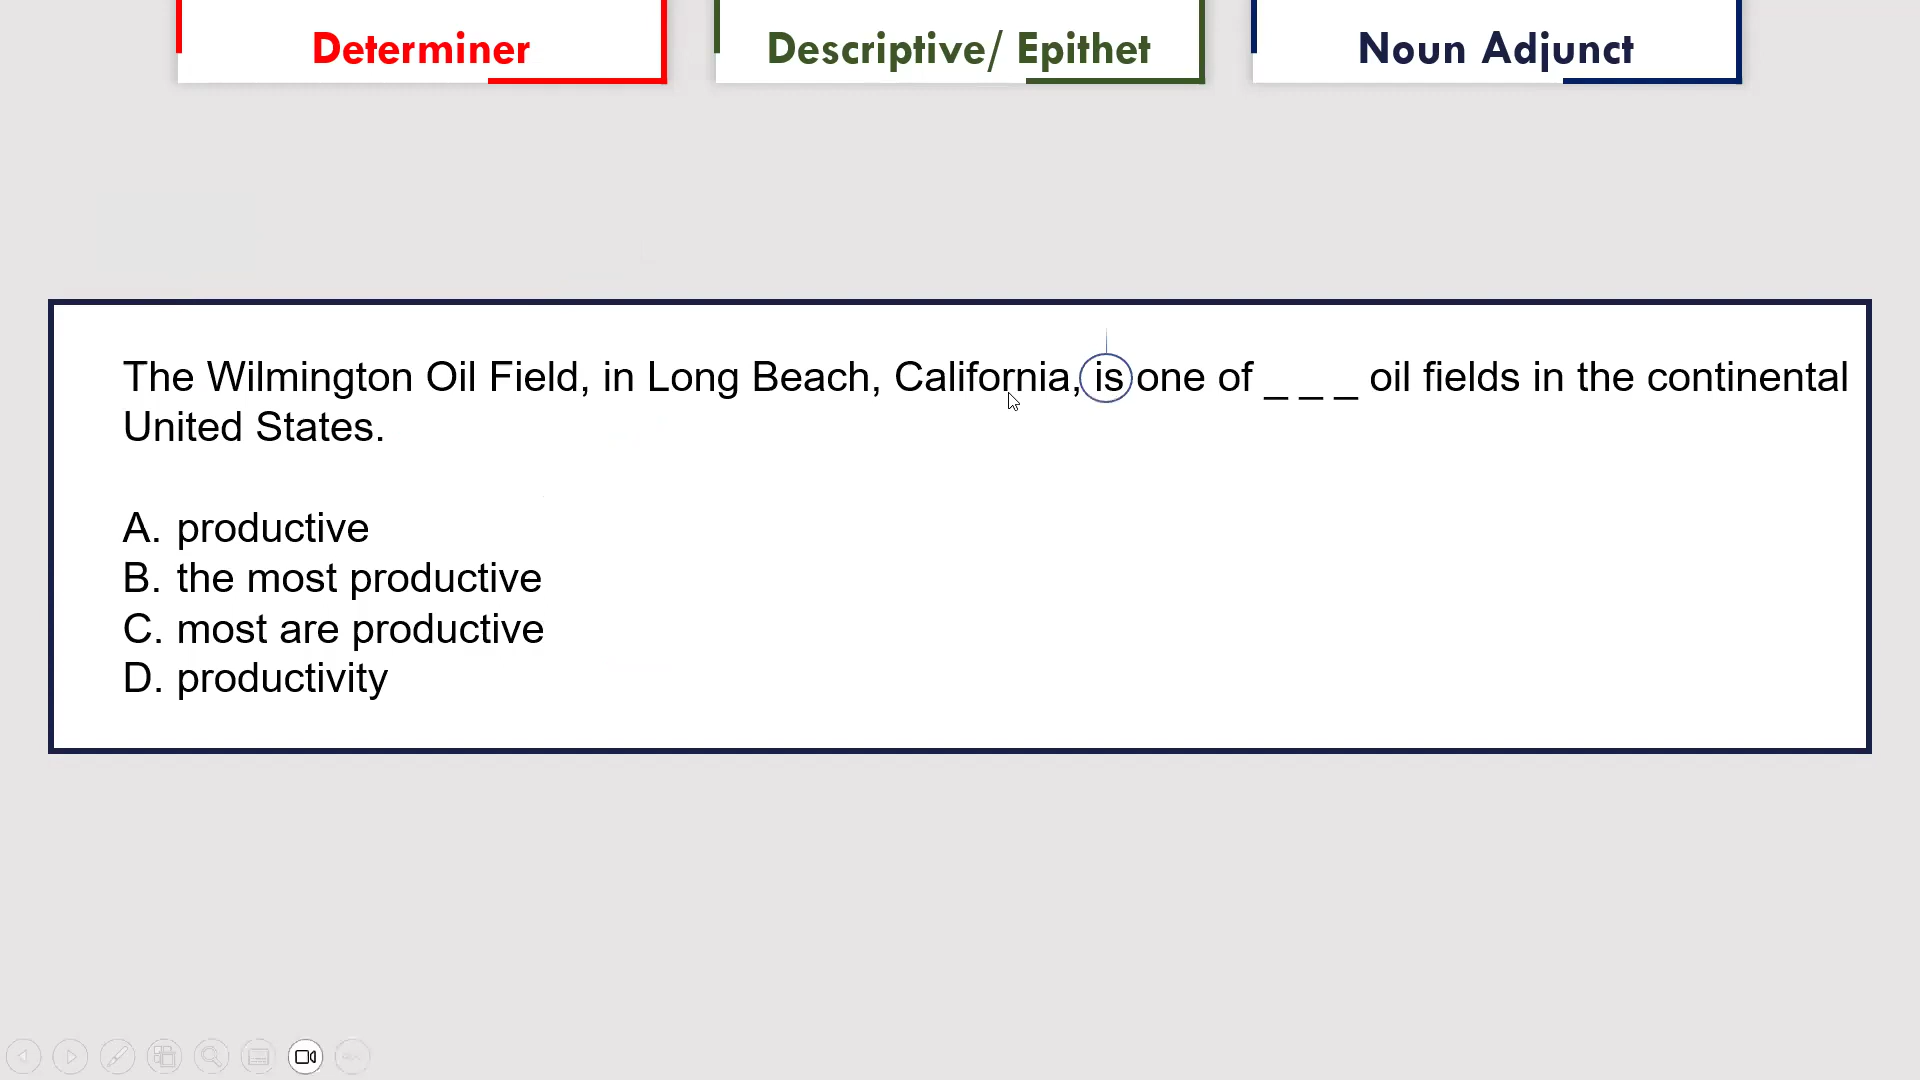 Determiner
Descriptive/ Epithet
Noun Adjunct
The Wilmington Oil Field, in Long Beach, California, is one of _ _ _ oil fields in the continental
United States.
A. productive
B. the most productive
C. most are productive
D. productivity